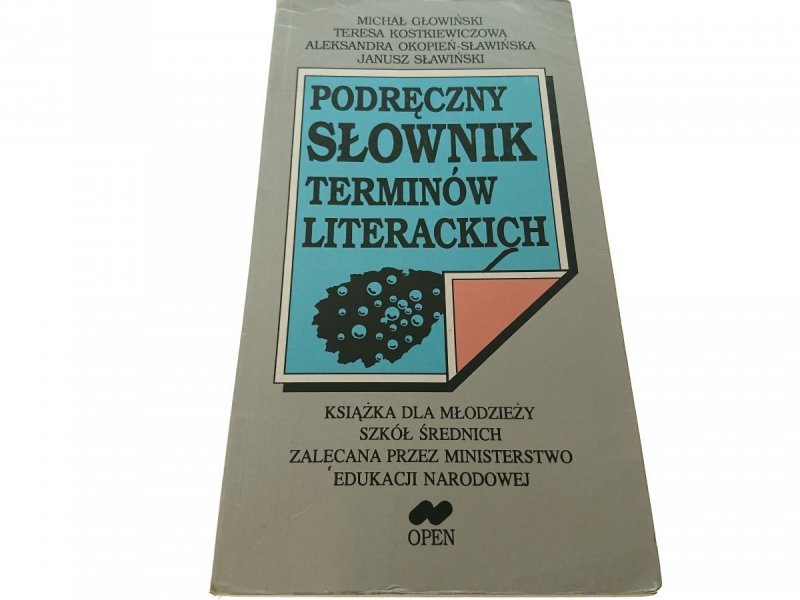 MICHAŁ GŁOWIŃSKI
TERESA KOSTKIEWICZOWA
ALEKSANDRA OKOPIEŃ-SŁAWIŃSKA
JANUSZ SŁAWIŃSKI
PODRĘCZNY
SŁOWNIK
TERMINÓW
LITERACKICH
KSIĄŻKA DLA MŁODZIEŻY
SZKÓŁ ŚREDNICH
ZALECANA PRZEZ MINISTERSTWO
EDUKACJI NARODOWEJ
OPEN